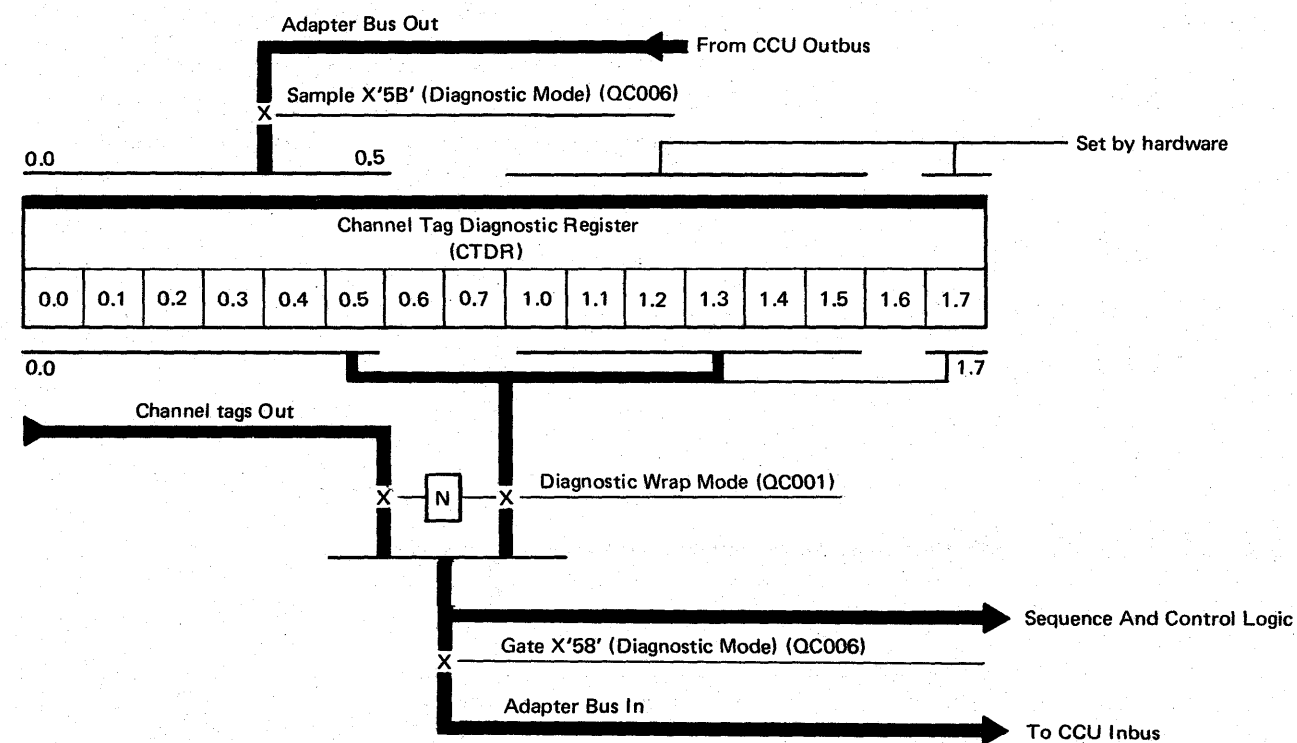 Adapter Bus Out
From CCU Outbus
Sample X'5B' (Diagnostic Mode) (QC006)
X
Set by hardware
0.0 0.5
Channel Tag Diagnostic Register
(CTDR)
0.0 0.1 0.2 0.3 0.4 0.5 0.6 0.7 1.0 1.1 1.2 1.3 1.4 1.5 1.6 1.7
0.0 1.7
Channel tags Out
Diagnostic Wrap Mode (QC001)
X N X
Sequence And Control Logic
Gate X'58' (Diagnostic Mode) (QC006)
X
Adapter Bus In
To CCU Inbus